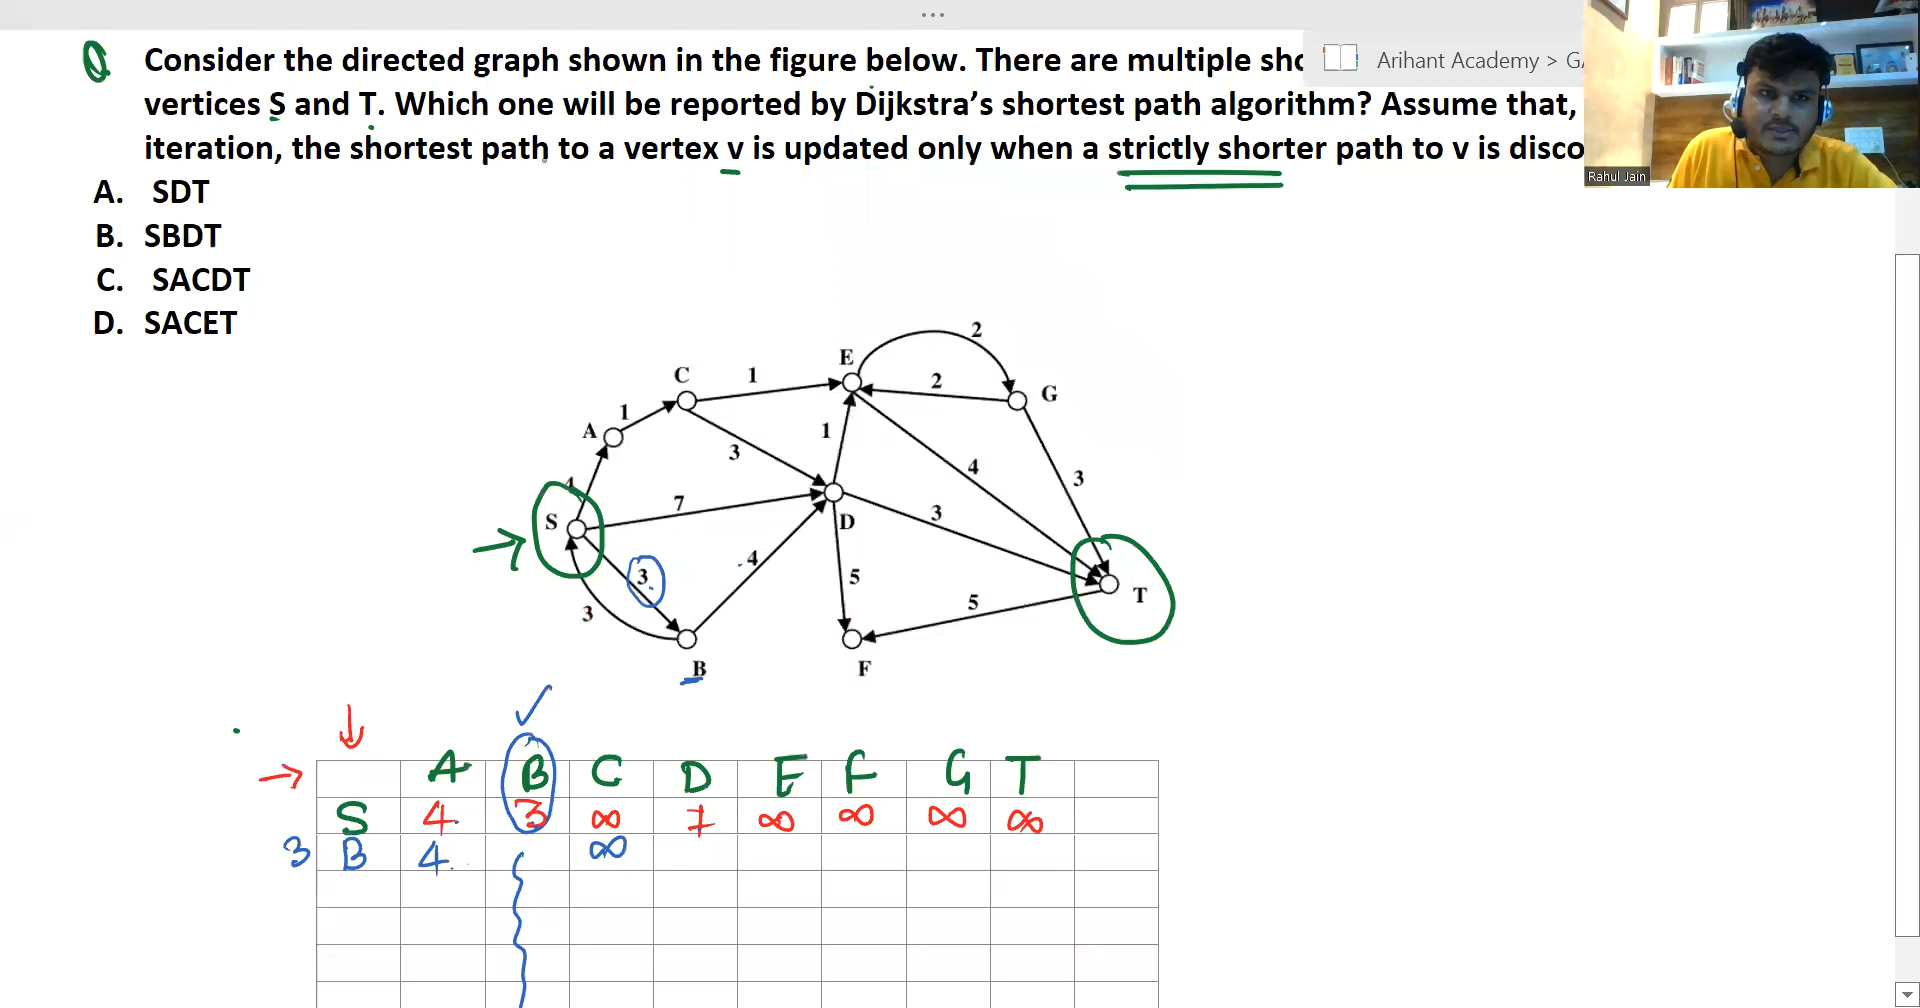 ...
Q Consider the directed graph shown in the figure below. There are multiple sho
Arihant Academy > G
vertices S and T. Which one will be reported by Dijkstra's shortest path algorithm? Assume that,
iteration, the shortest path to a vertex v is updated only when a strictly shorter path to v is disco
Rahul Jain
A. SDT
B. SBDT
C. SACDT
D. SACET
2
E
C 1 2 G
1
A 1
3 4 3
4
7 3
S D
3 4 5 T
3 5
B F
A B C D E F G T
S 4 3 ∞ 7 ∞ ∞ ∞ ∞
3 B 4 ∞